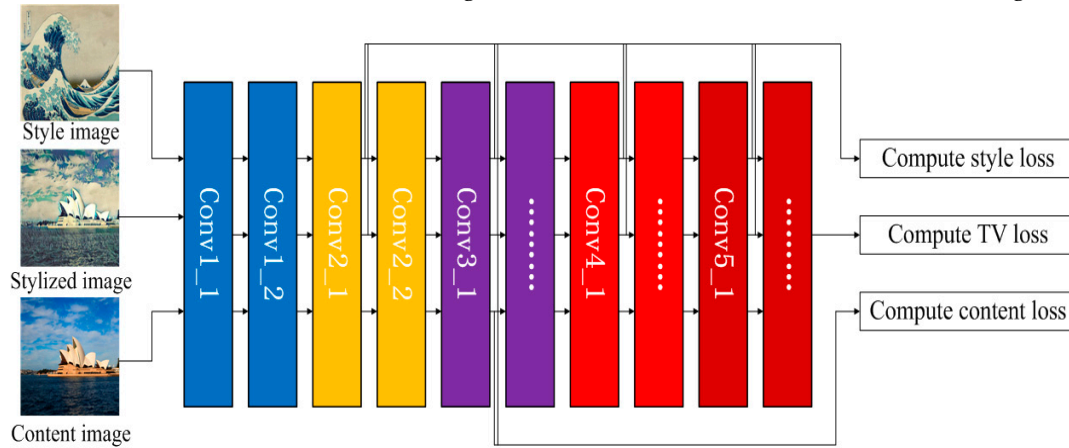 Style image
Stylized image
Content image
Conv1_1
Conv1_2
Conv2_1
Conv2_2
Conv3_1
........
Conv4_1
........
Conv5_1
........
Compute style loss
Compute TV loss
Compute content loss